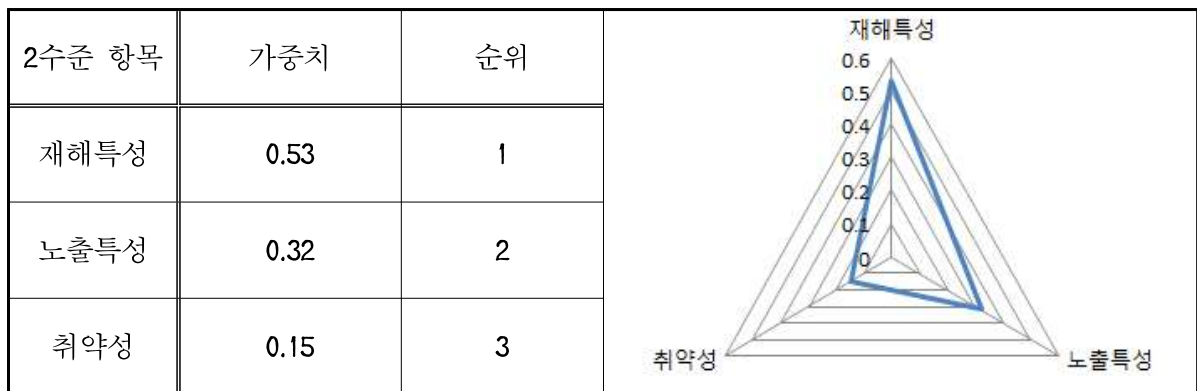 2수준 항목 가중치 순위
재해특성 0.53 1
노출특성 0.32 2
취약성 0.15 3
재해특성
0.6
0.5
0.4
0.3
0.2
0.1
0
취약성 노출특성